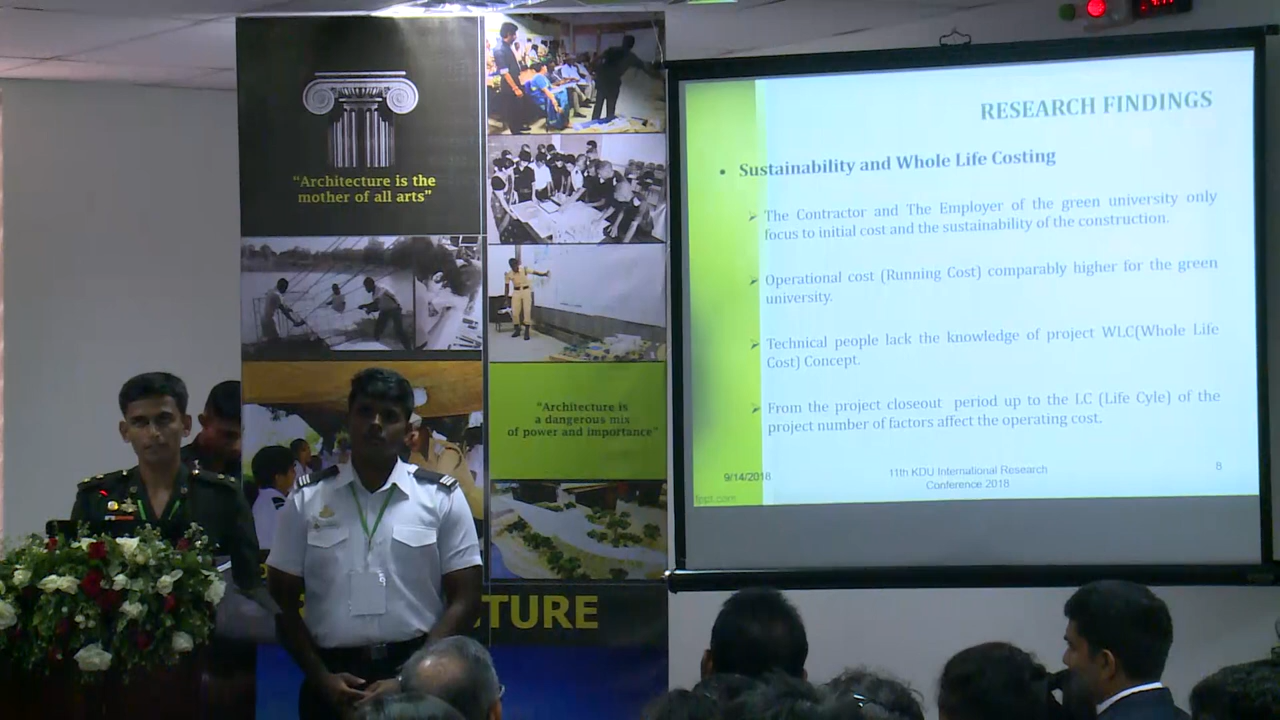 "Architecture is the
mother of all arts"
"Architecture is
a dangerous mix
of power and importance"
TURE
RESEARCH FINDINGS
• Sustainability and Whole Life Costing
The Contractor and The Employer of the green university only
focus to initial cost and the sustainability of the construction.
Operational cost (Running Cost) comparably higher for the green
university.
Technical people lack the knowledge of project WLC(Whole Life
Cost) Concept.
From the project closeout period up to the LC (Life Cyle) of the
project number of factors affect the operating cost.
9/14/2018
11th KDU International Research
Conference 2018
8
fppt.com